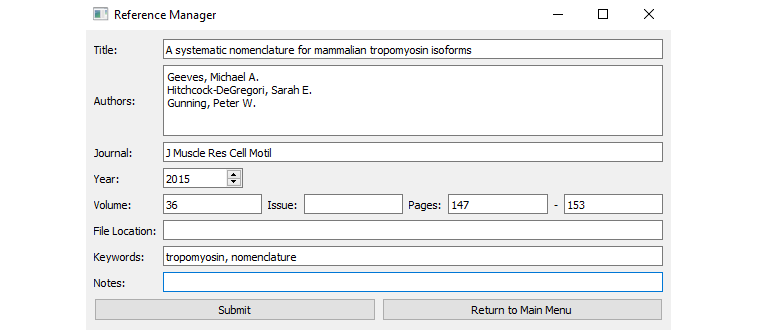 Reference Manager
Title: A systematic nomenclature for mammalian tropomyosin isoforms
Authors: Geeves, Michael A.
Hitchcock-DeGregori, Sarah E.
Gunning, Peter W.
Journal: J Muscle Res Cell Motil
Year: 2015
Volume: 36 Issue: Pages: 147 - 153
File Location:
Keywords: tropomyosin, nomenclature
Notes:
Submit Return to Main Menu